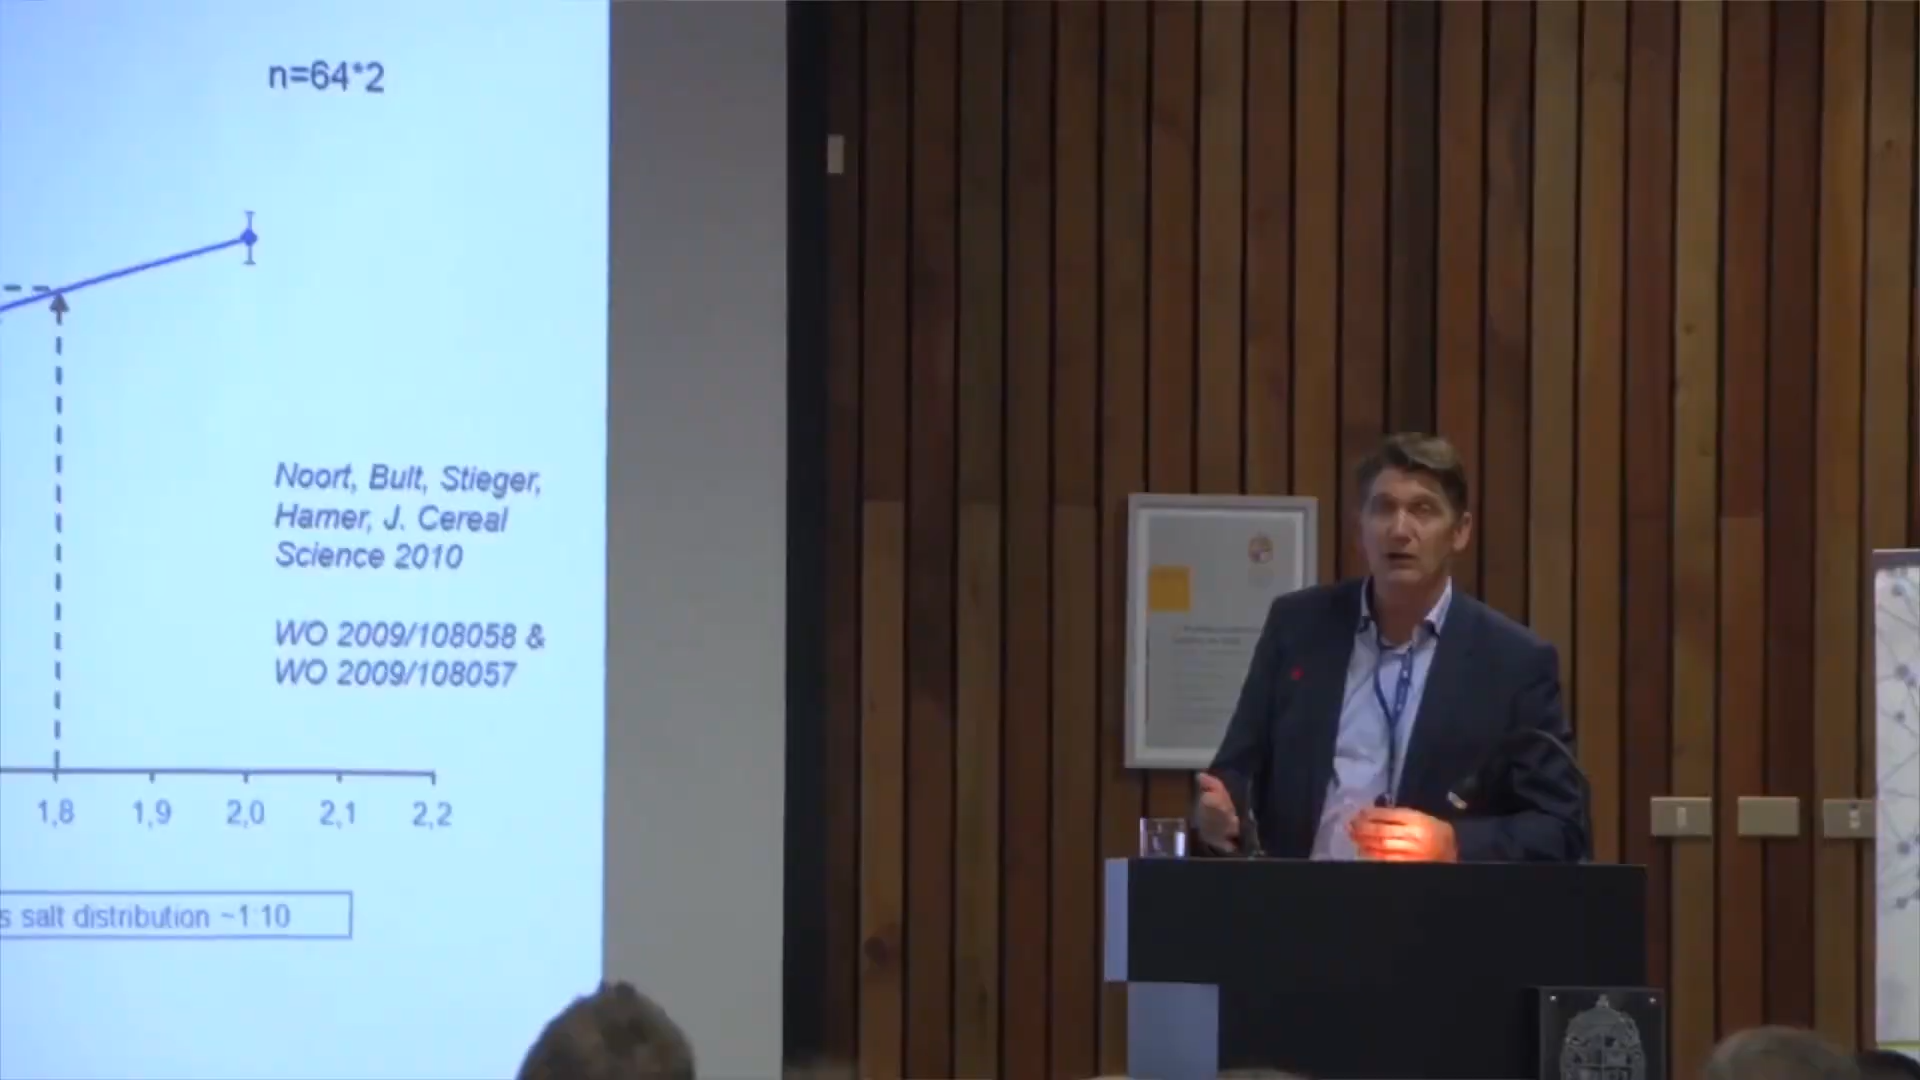 n=64*2
Noort, Bult, Stieger,
Hamer, J. Cereal
Science 2010
WO 2009/108058 &
WO 2009/108057
1,8 1,9 2,0 2,1 2,2
s salt distribution ~1:10